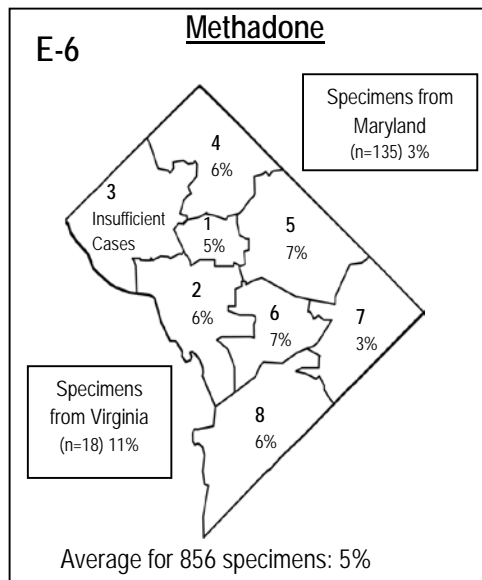 Methadone
E-6
Specimens from
Maryland
(n=135) 3%
4
6%
3
Insufficient
Cases
1
5%
5
7%
2
6%
6
7%
7
3%
Specimens
from Virginia
(n=18) 11%
8
6%
Average for 856 specimens: 5%